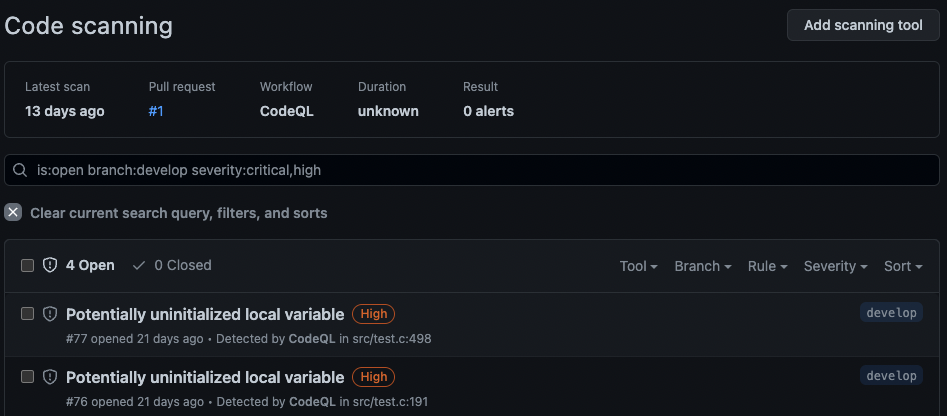 Code scanning
Add scanning tool
Latest scan Pull request Workflow Duration Result
13 days ago #1 CodeQL unknown 0 alerts
is:open branch:develop severity:critical,high
Clear current search query, filters, and sorts
4 Open 0 Closed Tool Branch Rule Severity Sort
Potentially uninitialized local variable High develop
#77 opened 21 days ago • Detected by CodeQL in src/test.c:498
Potentially uninitialized local variable High develop
#76 opened 21 days ago • Detected by CodeQL in src/test.c:191